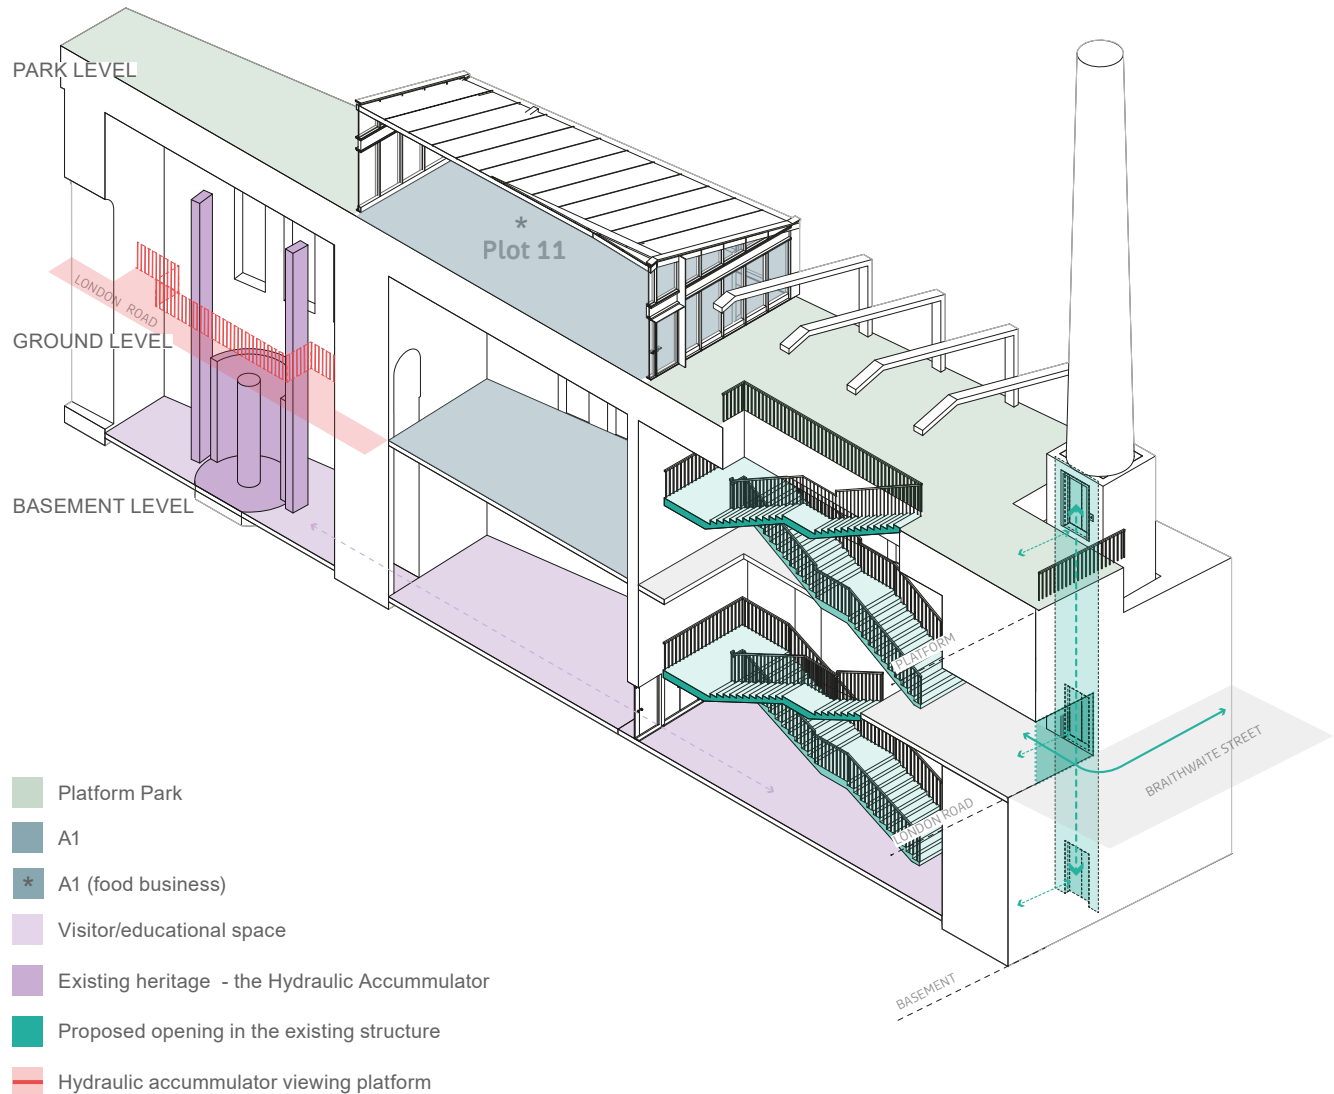 PARK LEVEL
*
Plot 11
LONDON ROAD
GROUND LEVEL
BASEMENT LEVEL
PLATFORM
BRAITHWAITE STREET
LONDON ROAD
BASEMENT
Platform Park
A1
* A1 (food business)
Visitor/educational space
Existing heritage - the Hydraulic Accummulator
Proposed opening in the existing structure
Hydraulic accummulator viewing platform